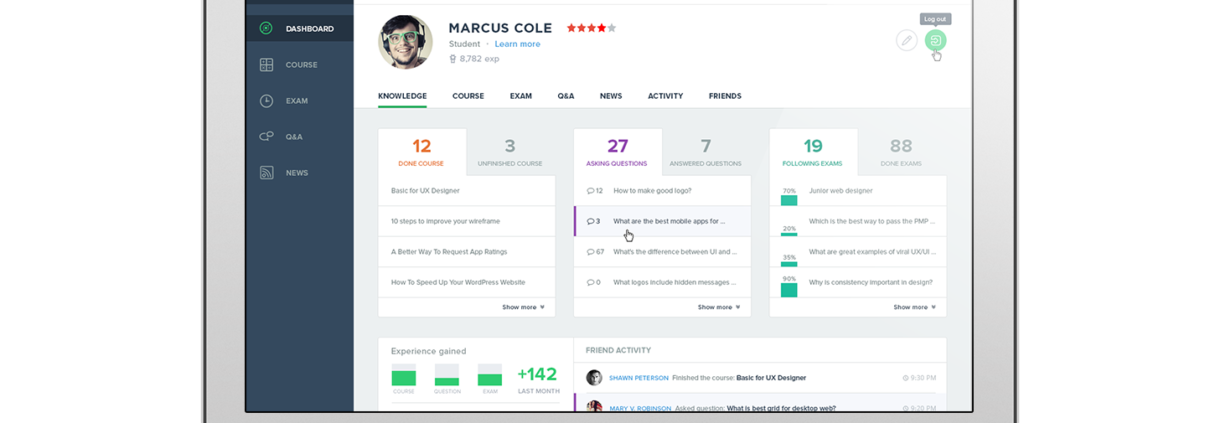 Log out
DASHBOARD
MARCUS COLE
Student · Learn more
8,782 exp
COURSE
EXAM
Q&A
NEWS
KNOWLEDGE COURSE EXAM Q&A NEWS ACTIVITY FRIENDS
12 3 27 7 19 88
DONE COURSE UNFINISHED COURSE ASKING QUESTIONS ANSWERED QUESTIONS FOLLOWING EXAMS DONE EXAMS
Basic for UX Designer
10 steps to improve your wireframe
A Better Way To Request App Ratings
How To Speed Up Your WordPress Website
Show more
12 How to make good logo?
3 What are the best mobile apps for ...
67 What's the difference between UI and ...
0 What logos include hidden messages ...
Show more
70% Junior web designer
20% Which is the best way to pass the PMP ...
35% What are great examples of viral UX/UI ...
90% Why is consistency important in design?
Show more
Experience gained
+142
COURSE QUESTION EXAM LAST MONTH
FRIEND ACTIVITY
SHAWN PETERSON Finished the course: Basic for UX Designer 9:30 PM
MARY V. ROBINSON Asked question: What is best grid for desktop web? 9:20 PM